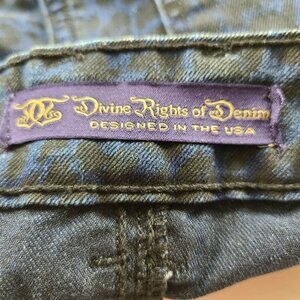 Divine Rights of Denim
DESIGNED IN THE USA